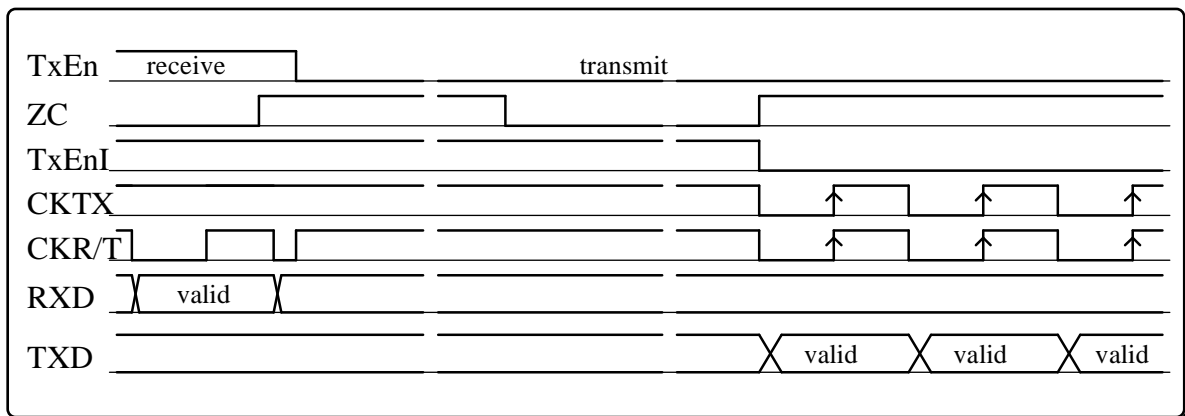 TxEn receive transmit
ZC
TxEnI
CKTX
CKR/T
RXD valid
TXD valid valid valid